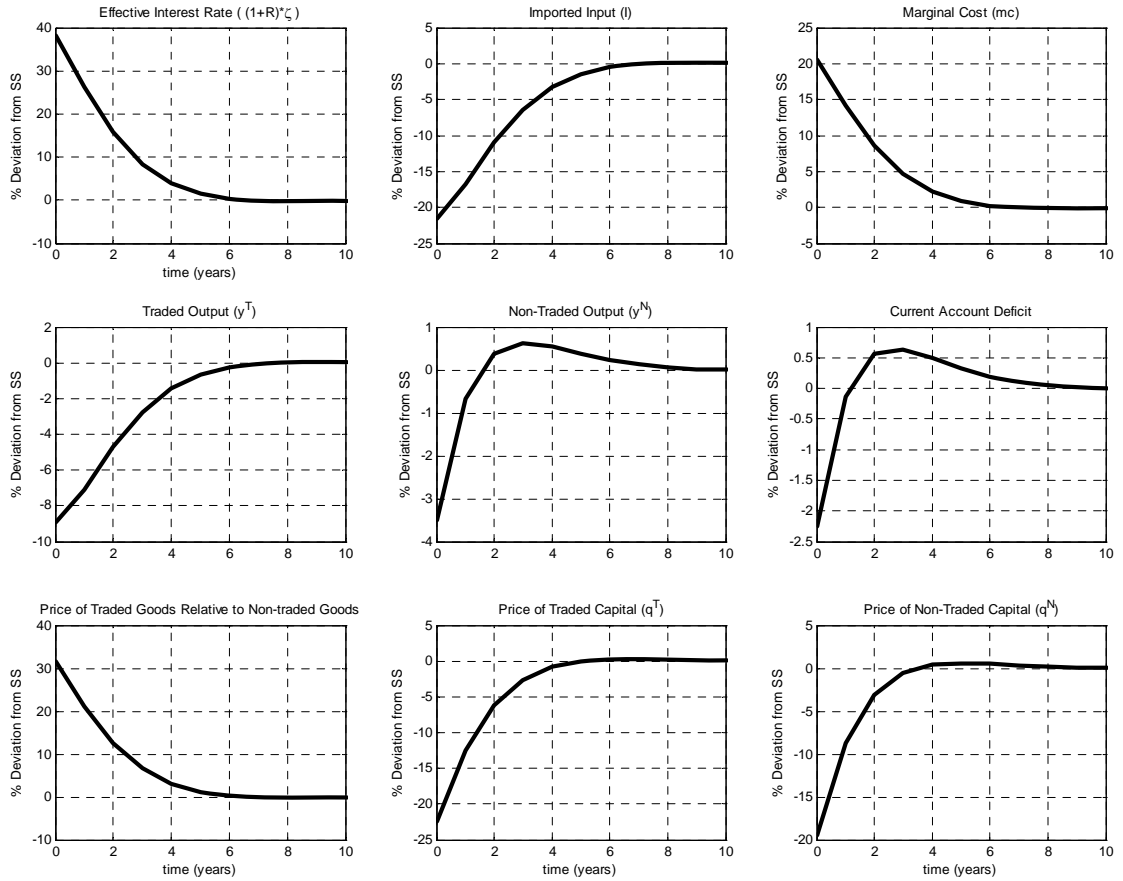 Effective Interest Rate ( (1+R)*ζ )
% Deviation from SS
40
30
20
10
0
-10
0 2 4 6 8 10
time (years)
Imported Input (I)
% Deviation from SS
5
0
-5
-10
-15
-20
-25
0 2 4 6 8 10
Marginal Cost (mc)
% Deviation from SS
25
20
15
10
5
0
-5
0 2 4 6 8 10
Traded Output (y^T)
% Deviation from SS
2
0
-2
-4
-6
-8
-10
0 2 4 6 8 10
Non-Traded Output (y^N)
% Deviation from SS
1
0
-1
-2
-3
-4
0 2 4 6 8 10
Current Account Deficit
% Deviation from SS
1
0.5
0
-0.5
-1
-1.5
-2
-2.5
0 2 4 6 8 10
Price of Traded Goods Relative to Non-traded Goods
% Deviation from SS
40
30
20
10
0
-10
0 2 4 6 8 10
time (years)
Price of Traded Capital (q^T)
% Deviation from SS
5
0
-5
-10
-15
-20
-25
0 2 4 6 8 10
time (years)
Price of Non-Traded Capital (q^N)
% Deviation from SS
5
0
-5
-10
-15
-20
0 2 4 6 8 10
time (years)